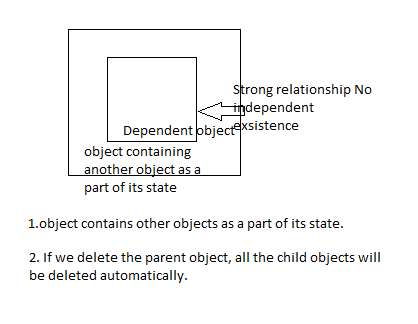 Strong relationship No
independent
exsistence
Dependent object
object containing
another object as a
part of its state
1.object contains other objects as a part of its state.
2. If we delete the parent object, all the child objects will
be deleted automatically.